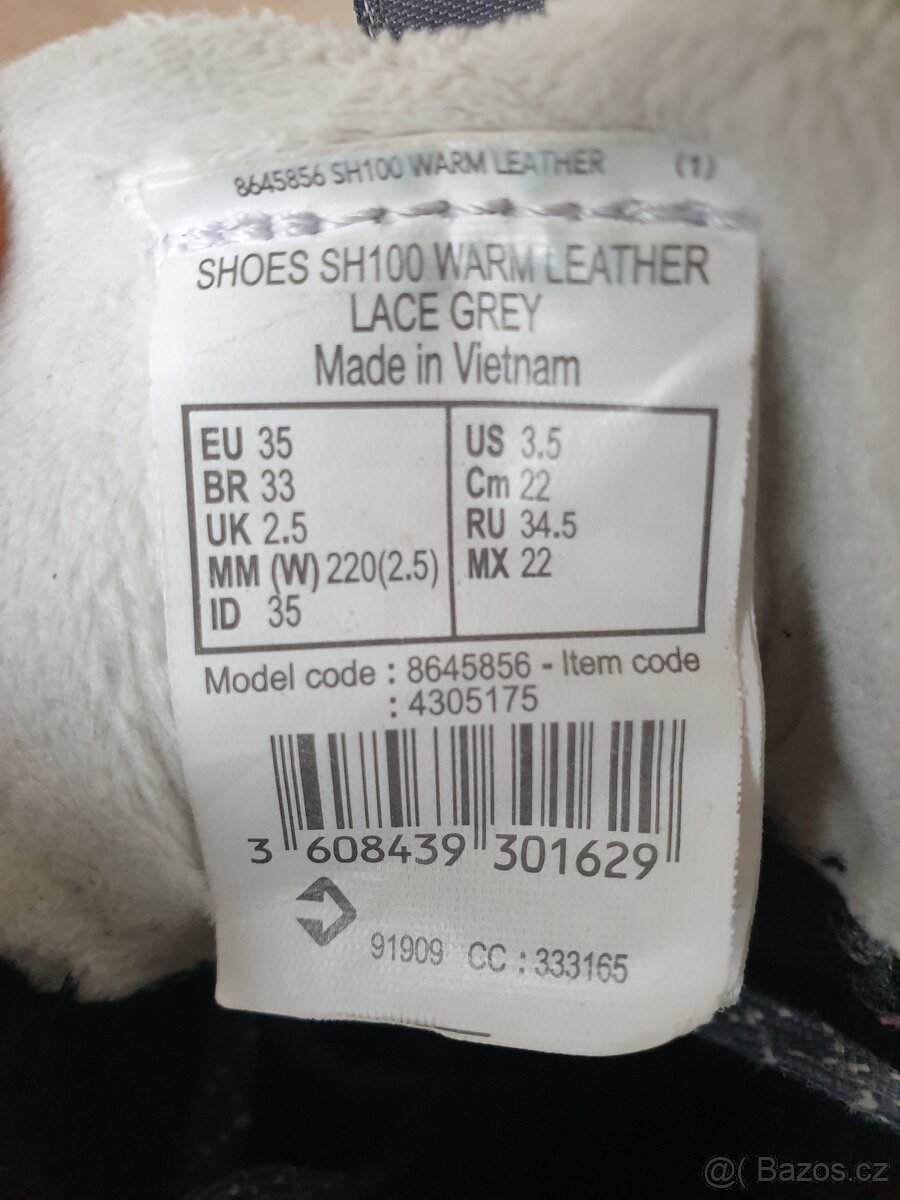 8645856 SH100 WARM LEATHER (1)
SHOES SH100 WARM LEATHER
LACE GREY
Made in Vietnam
EU 35
BR 33
UK 2.5
MM (W) 220(2.5)
ID 35
US 3.5
Cm 22
RU 34.5
MX 22
Model code : 8645856 - Item code
: 4305175
3 608439 301629
91909 CC : 333165
@( Bazos.cz